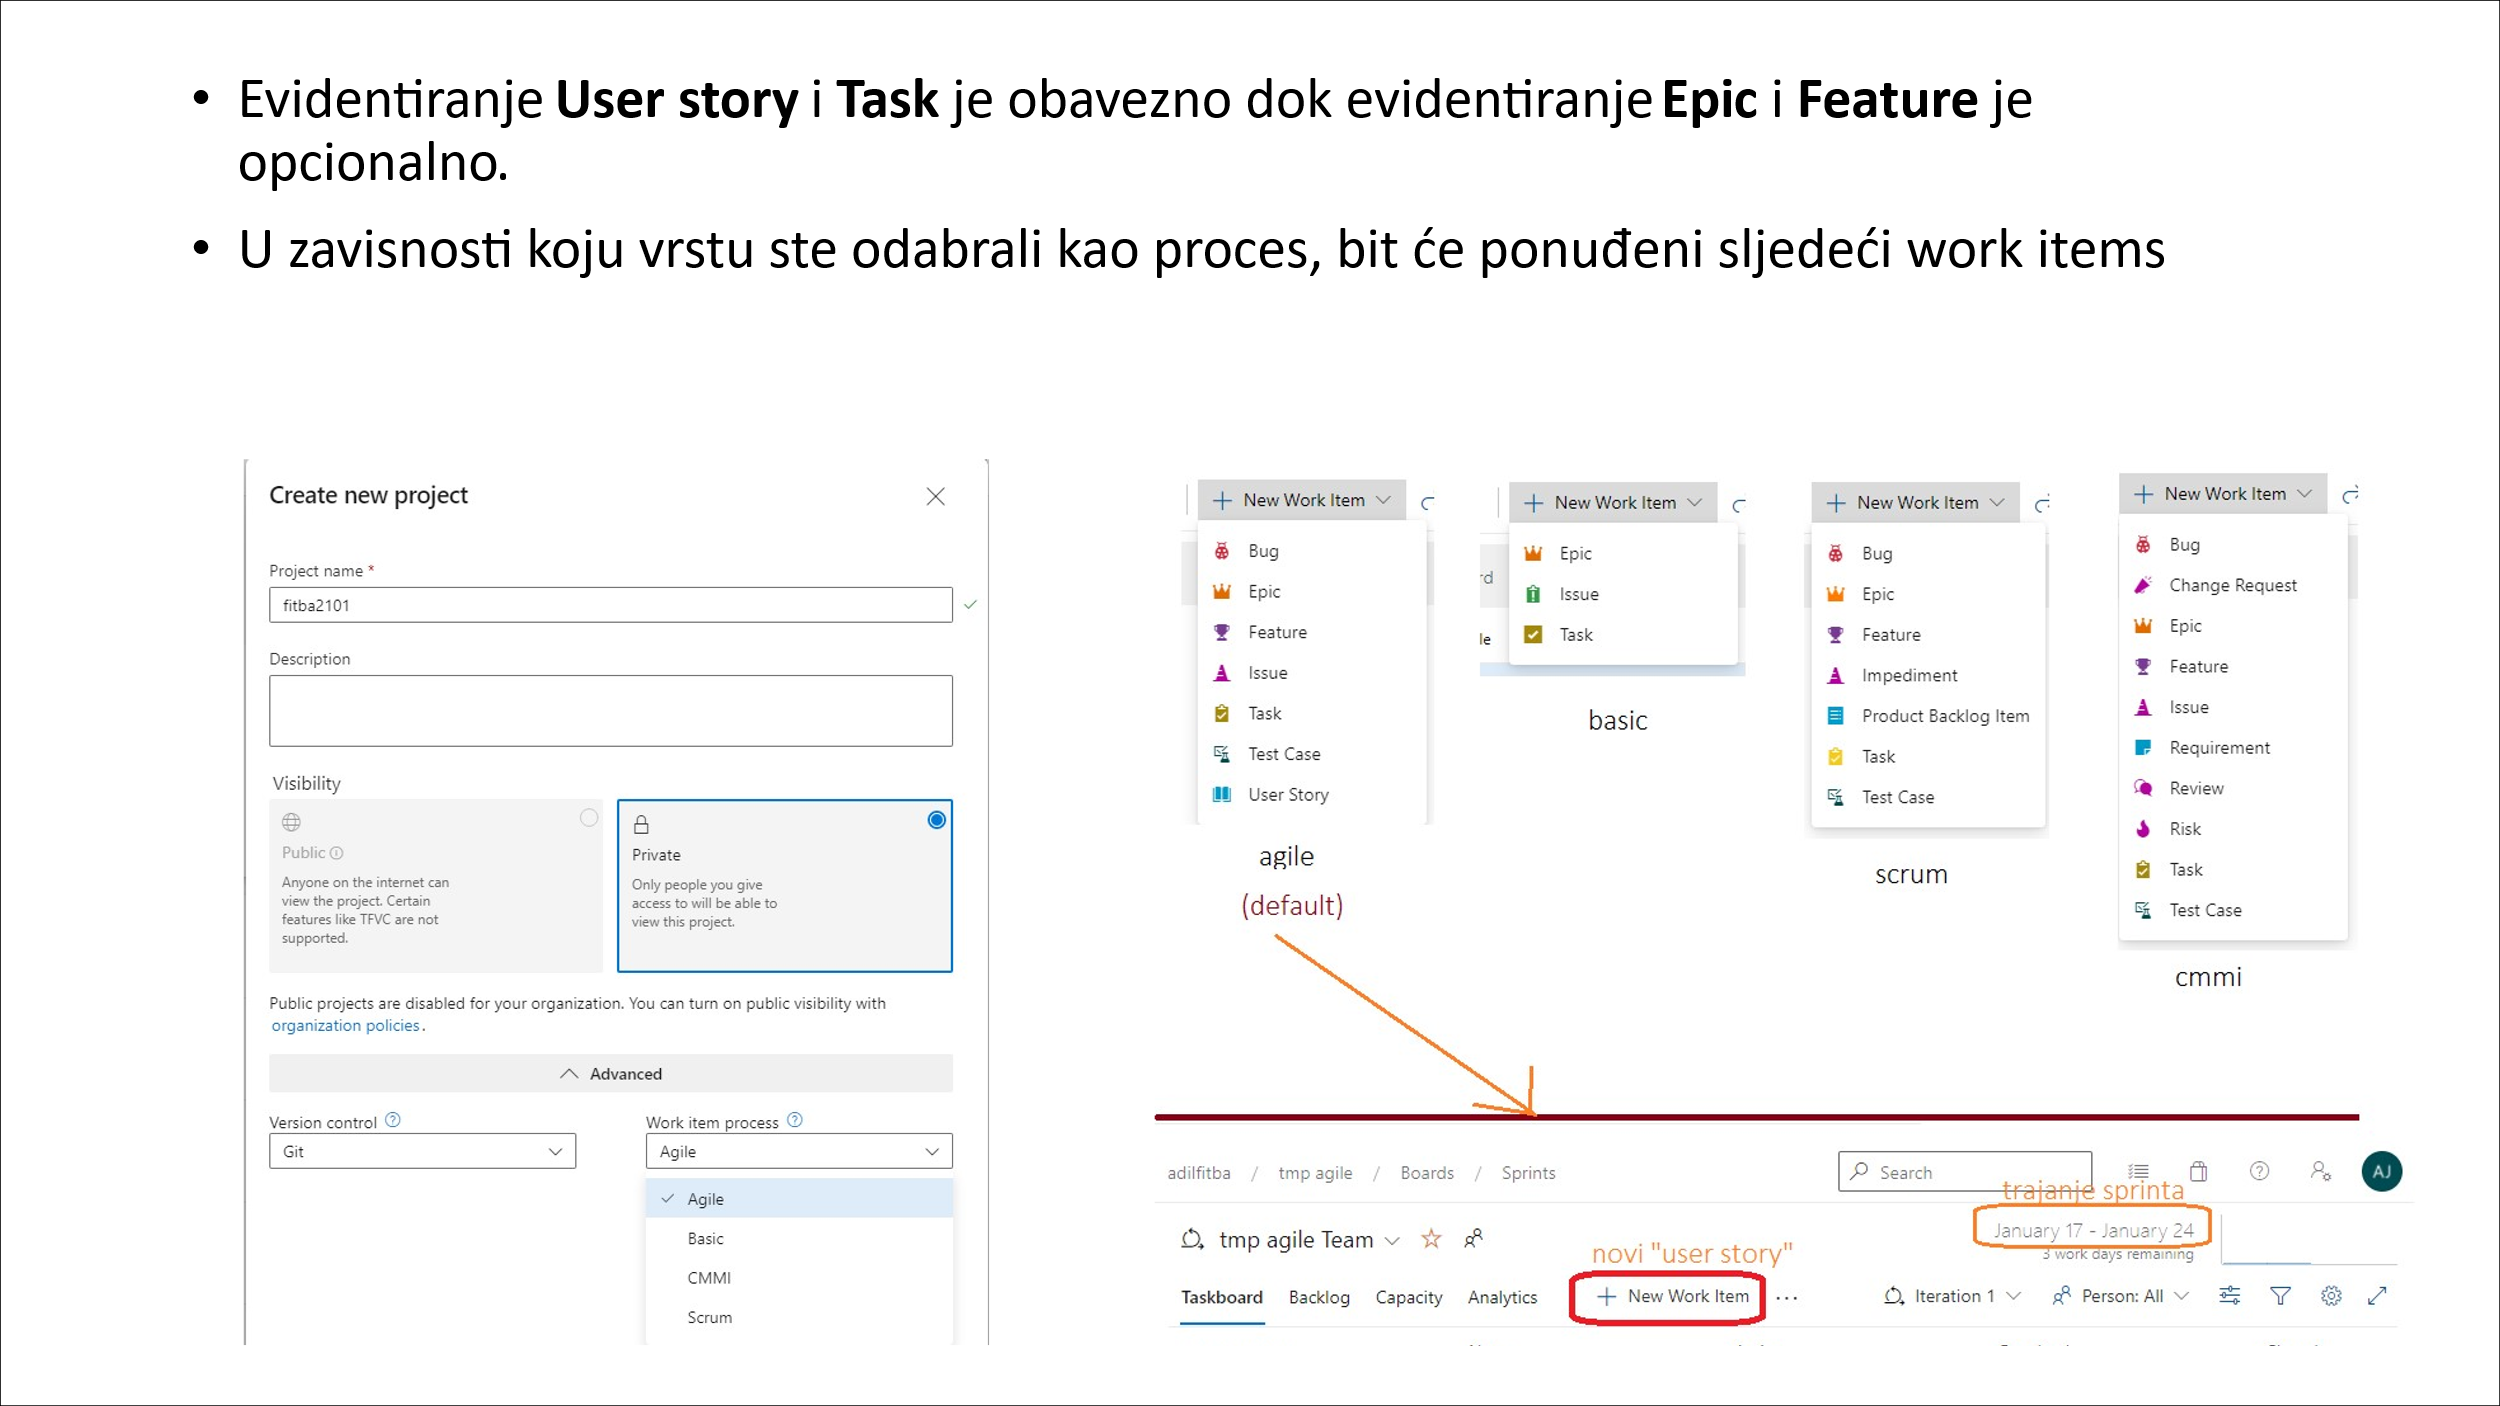 • Evidentiranje User story i Task je obavezno dok evidentiranje Epic i Feature je
opcionalno.
• U zavisnosti koju vrstu ste odabrali kao proces, bit će ponuđeni sljedeći work items
Create new project
Project name *
fitba2101
Description
Visibility
Public
Anyone on the internet can
view the project. Certain
features like TFVC are not
supported.
Private
Only people you give
access to will be able to
view this project.
Public projects are disabled for your organization. You can turn on public visibility with
organization policies.
Advanced
Version control
Git
Work item process
Agile
Agile
Basic
CMMI
Scrum
New Work Item
Bug
Epic
Feature
Issue
Task
Test Case
User Story
agile
(default)
New Work Item
rd
Epic
Issue
le
Task
basic
New Work Item
Bug
Epic
Feature
Impediment
Product Backlog Item
Task
Test Case
scrum
New Work Item
Bug
Change Request
Epic
Feature
Issue
Requirement
Review
Risk
Task
Test Case
cmmi
adilfitba / tmp agile / Boards / Sprints
Search
AJ
trajanje sprinta
tmp agile Team
January 17 - January 24
3 work days remaining
novi "user story"
Taskboard Backlog Capacity Analytics New Work Item ... Iteration 1 Person: All